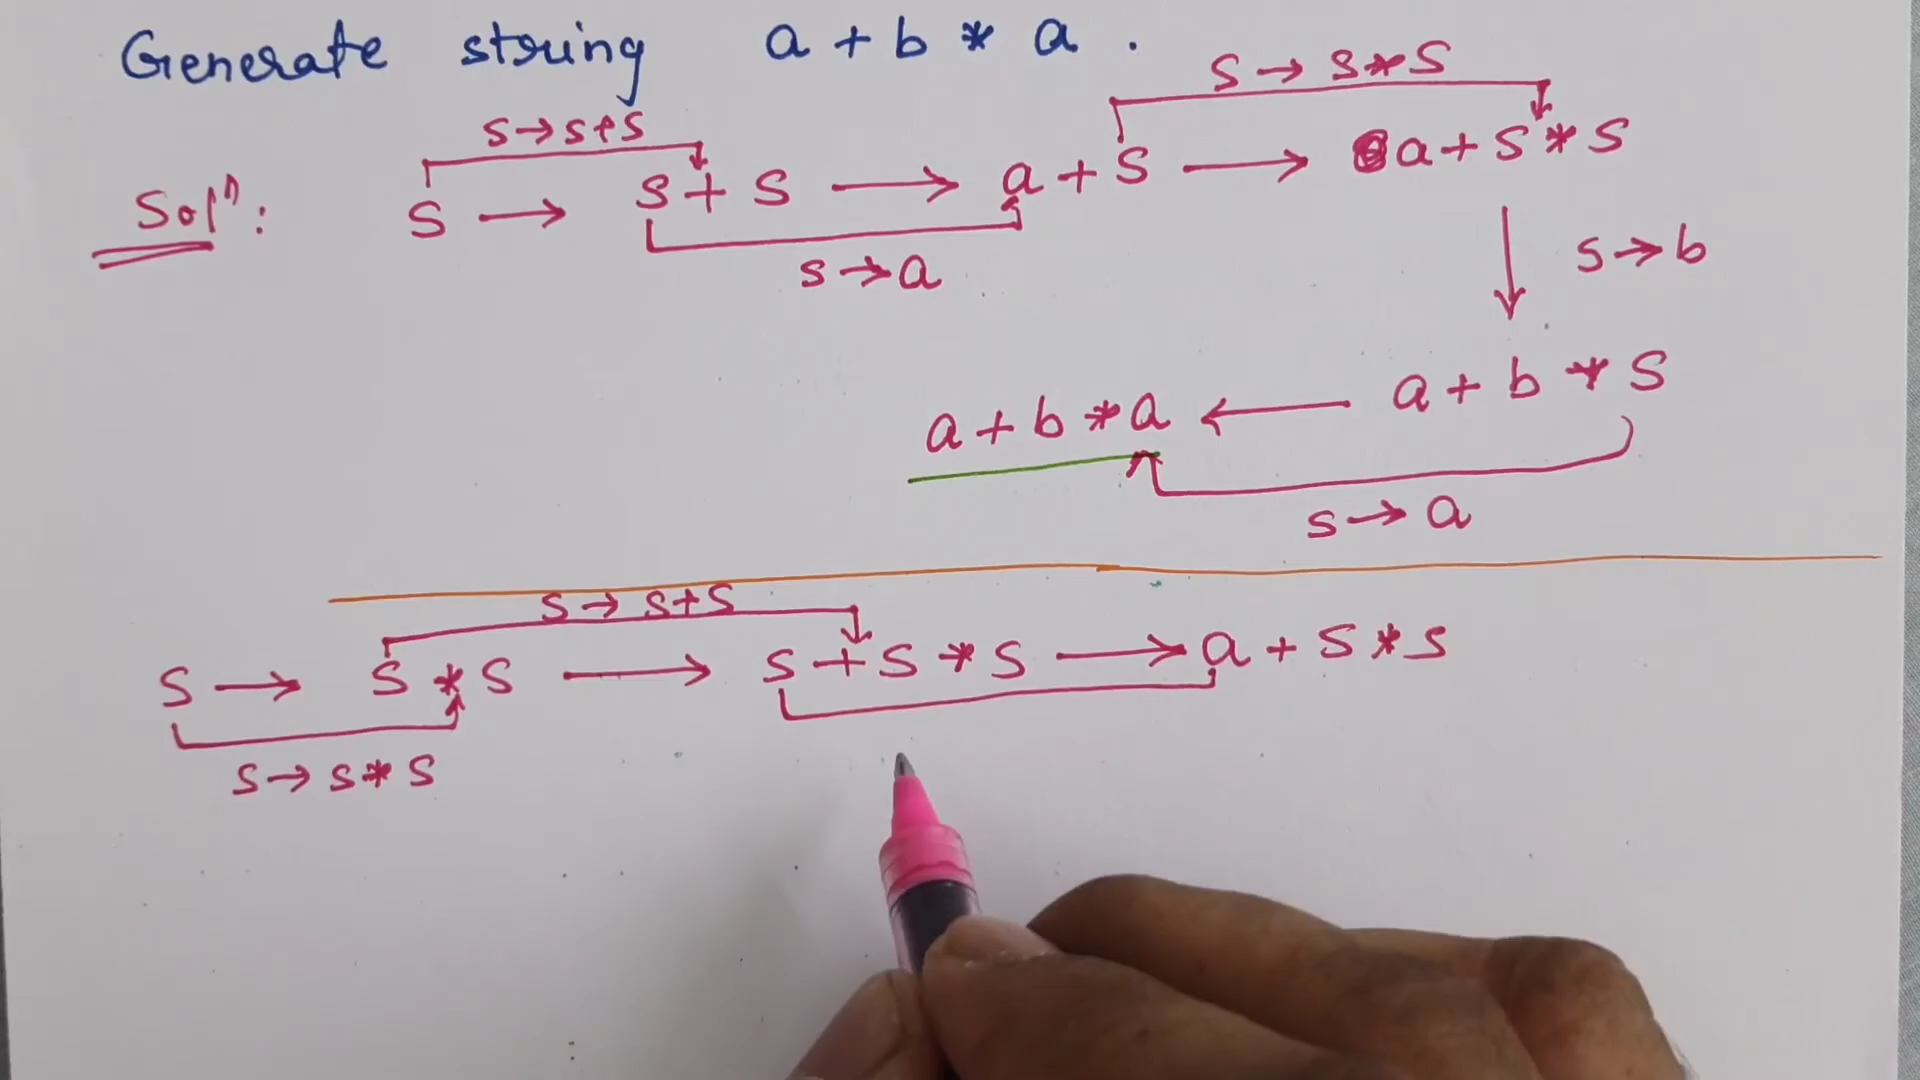 Generate string a + b * a .
S → S * S
S → S + S
Solⁿ: S → S + S → a + S → a + S * S
S → a
S → b
a + b * a ← a + b * S
S → a
S → S + S
S → S * S → S + S * S → a + S * S
S → S * S